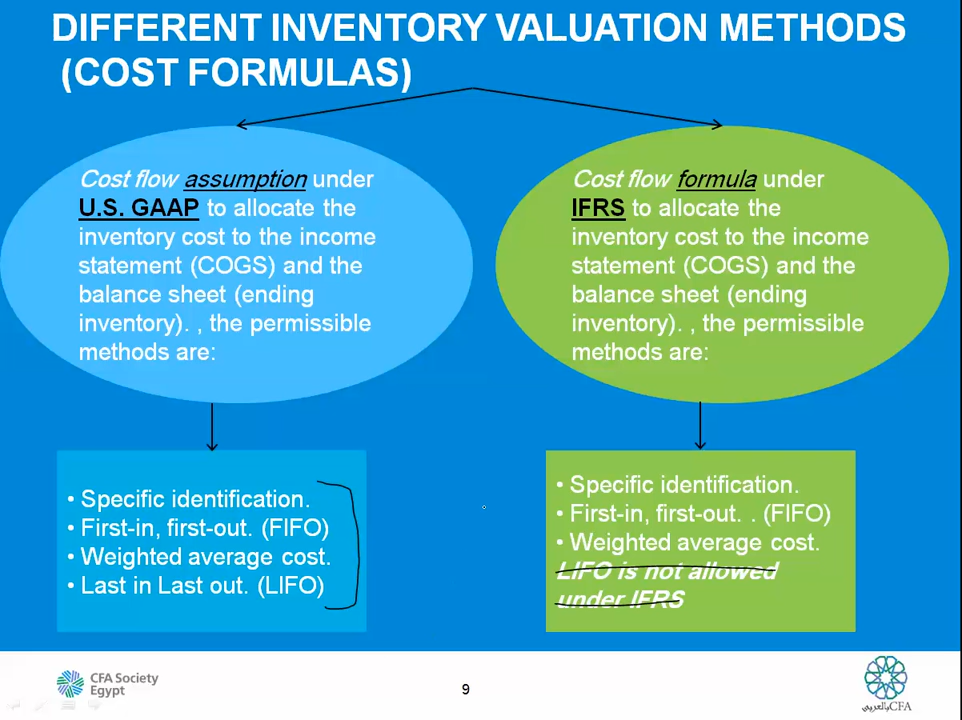 DIFFERENT INVENTORY VALUATION METHODS
(COST FORMULAS)
Cost flow assumption under
U.S. GAAP to allocate the
inventory cost to the income
statement (COGS) and the
balance sheet (ending
inventory). , the permissible
methods are:
Cost flow formula under
IFRS to allocate the
inventory cost to the income
statement (COGS) and the
balance sheet (ending
inventory). , the permissible
methods are:
• Specific identification.
• First-in, first-out. (FIFO)
• Weighted average cost.
• Last in Last out. (LIFO)
• Specific identification.
• First-in, first-out. . (FIFO)
• Weighted average cost.
LIFO is not allowed
under IFRS
CFA Society
Egypt
9
CFA بالعربي